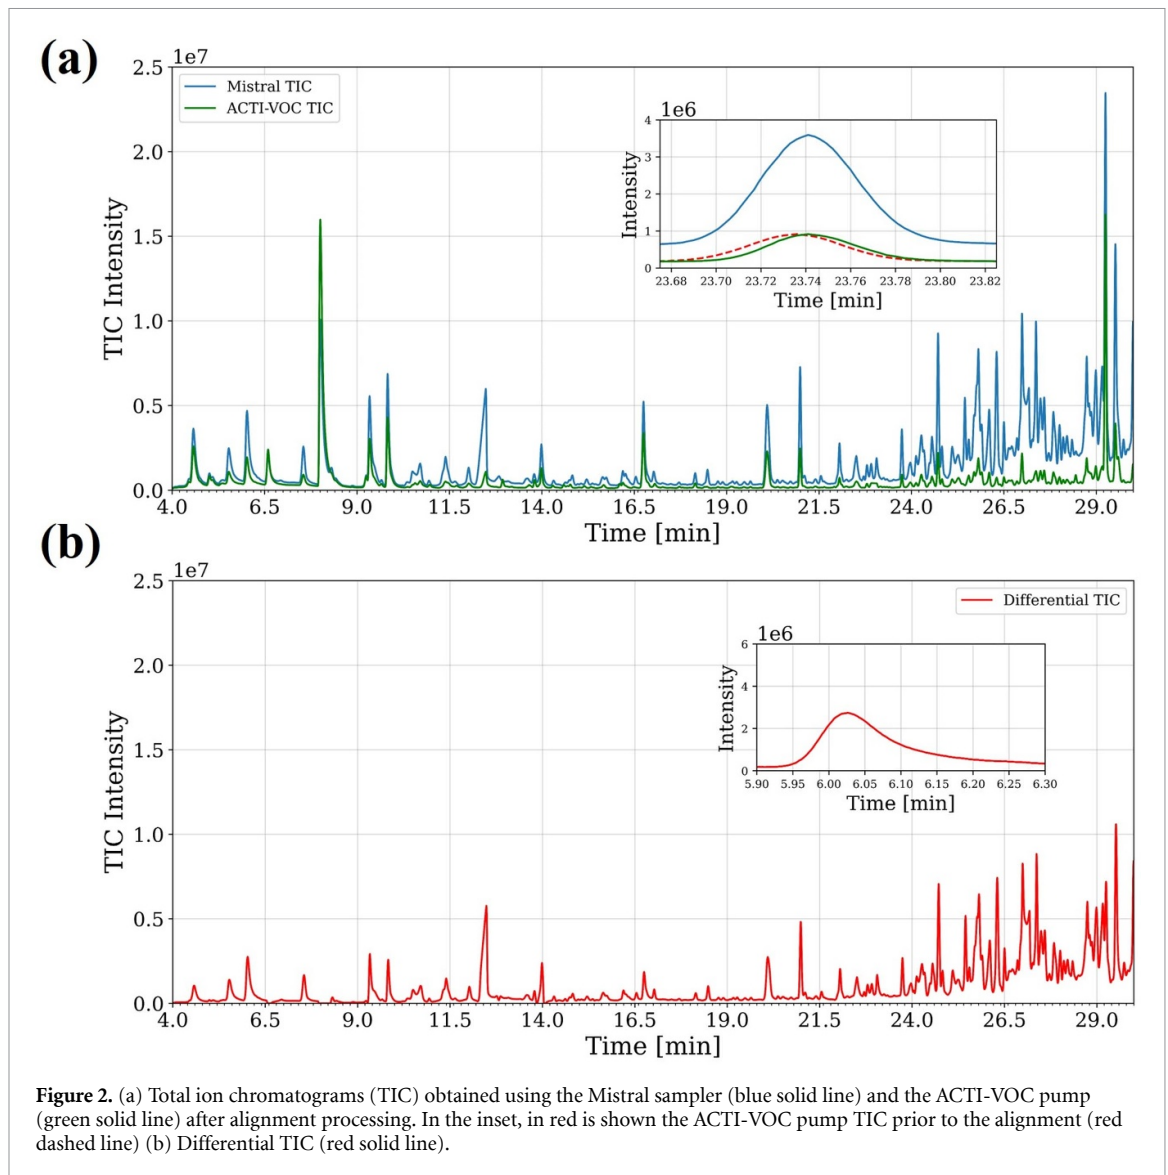 (a)
1e7
2.5
2.0
1.5
1.0
0.5
0.0
TIC Intensity
Mistral TIC
ACTI-VOC TIC
1e6
4
3
2
1
0
Intensity
23.68 23.70 23.72 23.74 23.76 23.78 23.80 23.82
Time [min]
4.0 6.5 9.0 11.5 14.0 16.5 19.0 21.5 24.0 26.5 29.0
Time [min]
(b)
1e7
2.5
2.0
1.5
1.0
0.5
0.0
TIC Intensity
Differential TIC
1e6
6
4
2
0
Intensity
5.90 5.95 6.00 6.05 6.10 6.15 6.20 6.25 6.30
Time [min]
4.0 6.5 9.0 11.5 14.0 16.5 19.0 21.5 24.0 26.5 29.0
Time [min]
Figure 2. (a) Total ion chromatograms (TIC) obtained using the Mistral sampler (blue solid line) and the ACTI-VOC pump
(green solid line) after alignment processing. In the inset, in red is shown the ACTI-VOC pump TIC prior to the alignment (red
dashed line) (b) Differential TIC (red solid line).